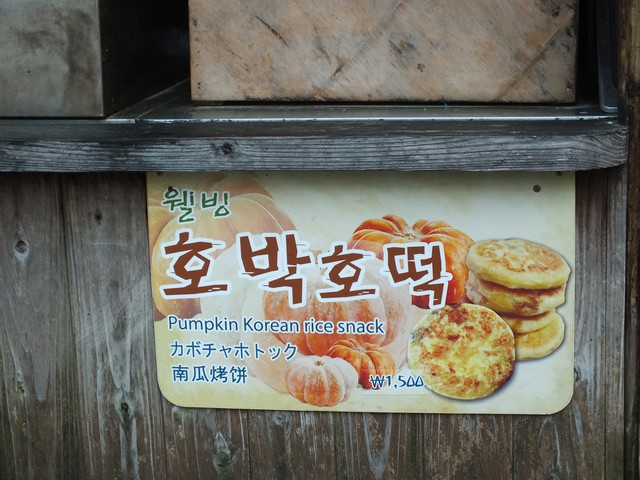 웰빙
호박호떡
Pumpkin Korean rice snack
カボチャホトック
南瓜烤饼
₩1,500